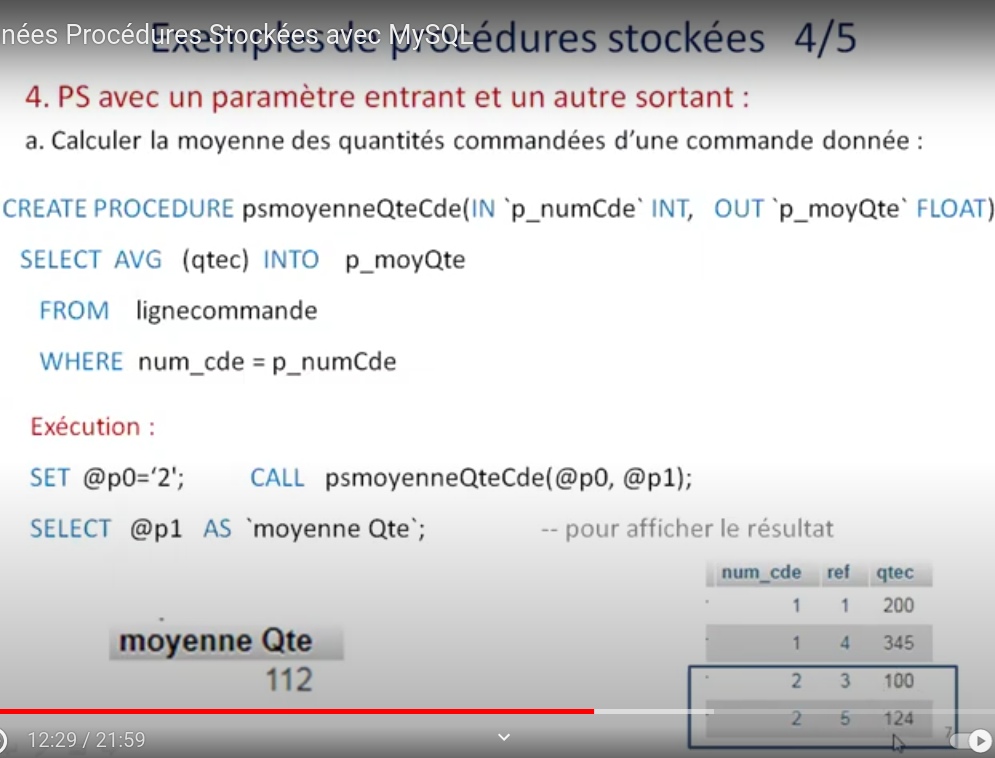 nées Procédures Stockées avec MySQL
Exemples de procédures stockées 4/5
4. PS avec un paramètre entrant et un autre sortant :
a. Calculer la moyenne des quantités commandées d’une commande donnée :
CREATE PROCEDURE psmoyenneQteCde(IN `p_numCde` INT, OUT `p_moyQte` FLOAT)
SELECT AVG (qtec) INTO p_moyQte
FROM lignecommande
WHERE num_cde = p_numCde
Exécution :
SET @p0=‘2'; CALL psmoyenneQteCde(@p0, @p1);
SELECT @p1 AS `moyenne Qte`; -- pour afficher le résultat
num_cde ref qtec
1 1 200
1 4 345
2 3 100
2 5 124
moyenne Qte
112
7
12:29 / 21:59